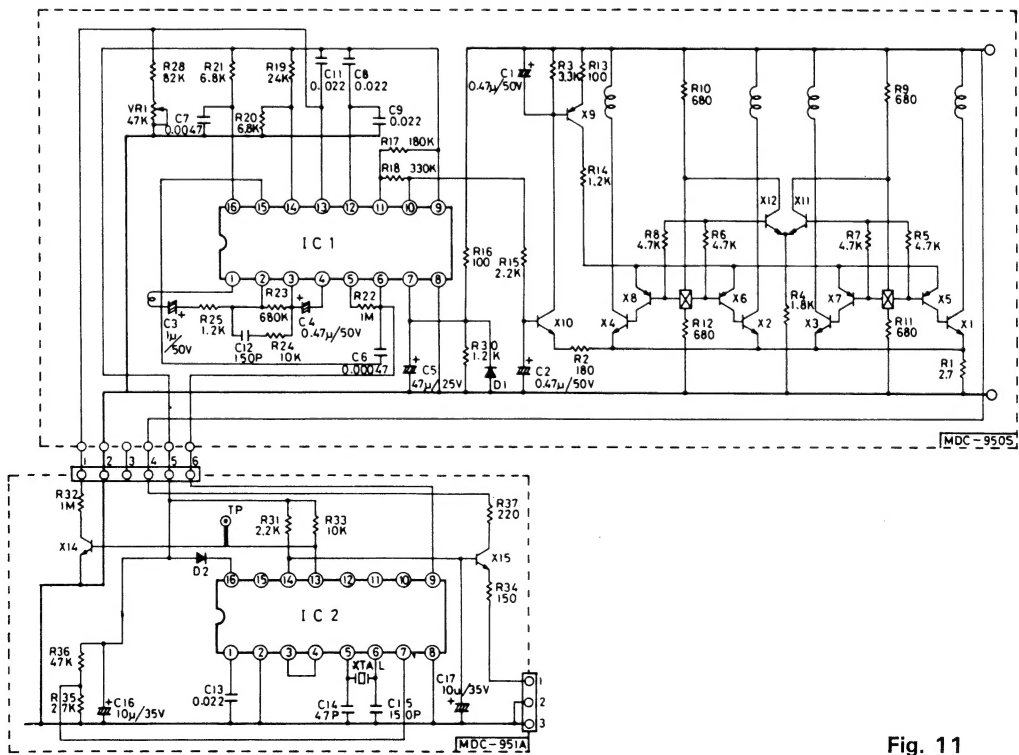 R28
82K
R21
6.8K
R19
24K
C11
0.022
C8
0.022
VR1
47K
C7
0.0047
R20
6.8K
C9
0.022
R17 180K
R18 330K
16 15 14 13 12 11 10 9
IC1
1 2 3 4 5 6 7 8
C3
1μ
/50V
R25
1.2K
R23
680K
C12
150P
R24
10K
C4
0.47μ/50V
R22
1M
C6
0.00047
C5
47μ/25V
R16
100
R30
1.2K
D1
R15
2.2K
C2
0.47μ/50V
C1
0.47μ/50V
R3
3.3K
R13
100
X9
R14
1.2K
X10
R2
180
R10
680
R9
680
X12
X11
R8
4.7K
R6
4.7K
R7
4.7K
R5
4.7K
X8
X6
X7
X5
X4
X2
X3
X1
R12
680
R4
1.8K
R11
680
R1
2.7
MDC-950S
1 2 3 4 5 6
R32
1M
X14
TP
R31
2.2K
R33
10K
D2
R37
220
X15
R34
150
16 15 14 13 12 11 10 9
IC2
1 2 3 4 5 6 7 8
R36
47K
R35
2.7K
C16
10μ/35V
C13
0.022
XTAL
C14
47P
C15
150P
C17
10μ/35V
1
2
3
MDC-951A
Fig. 11